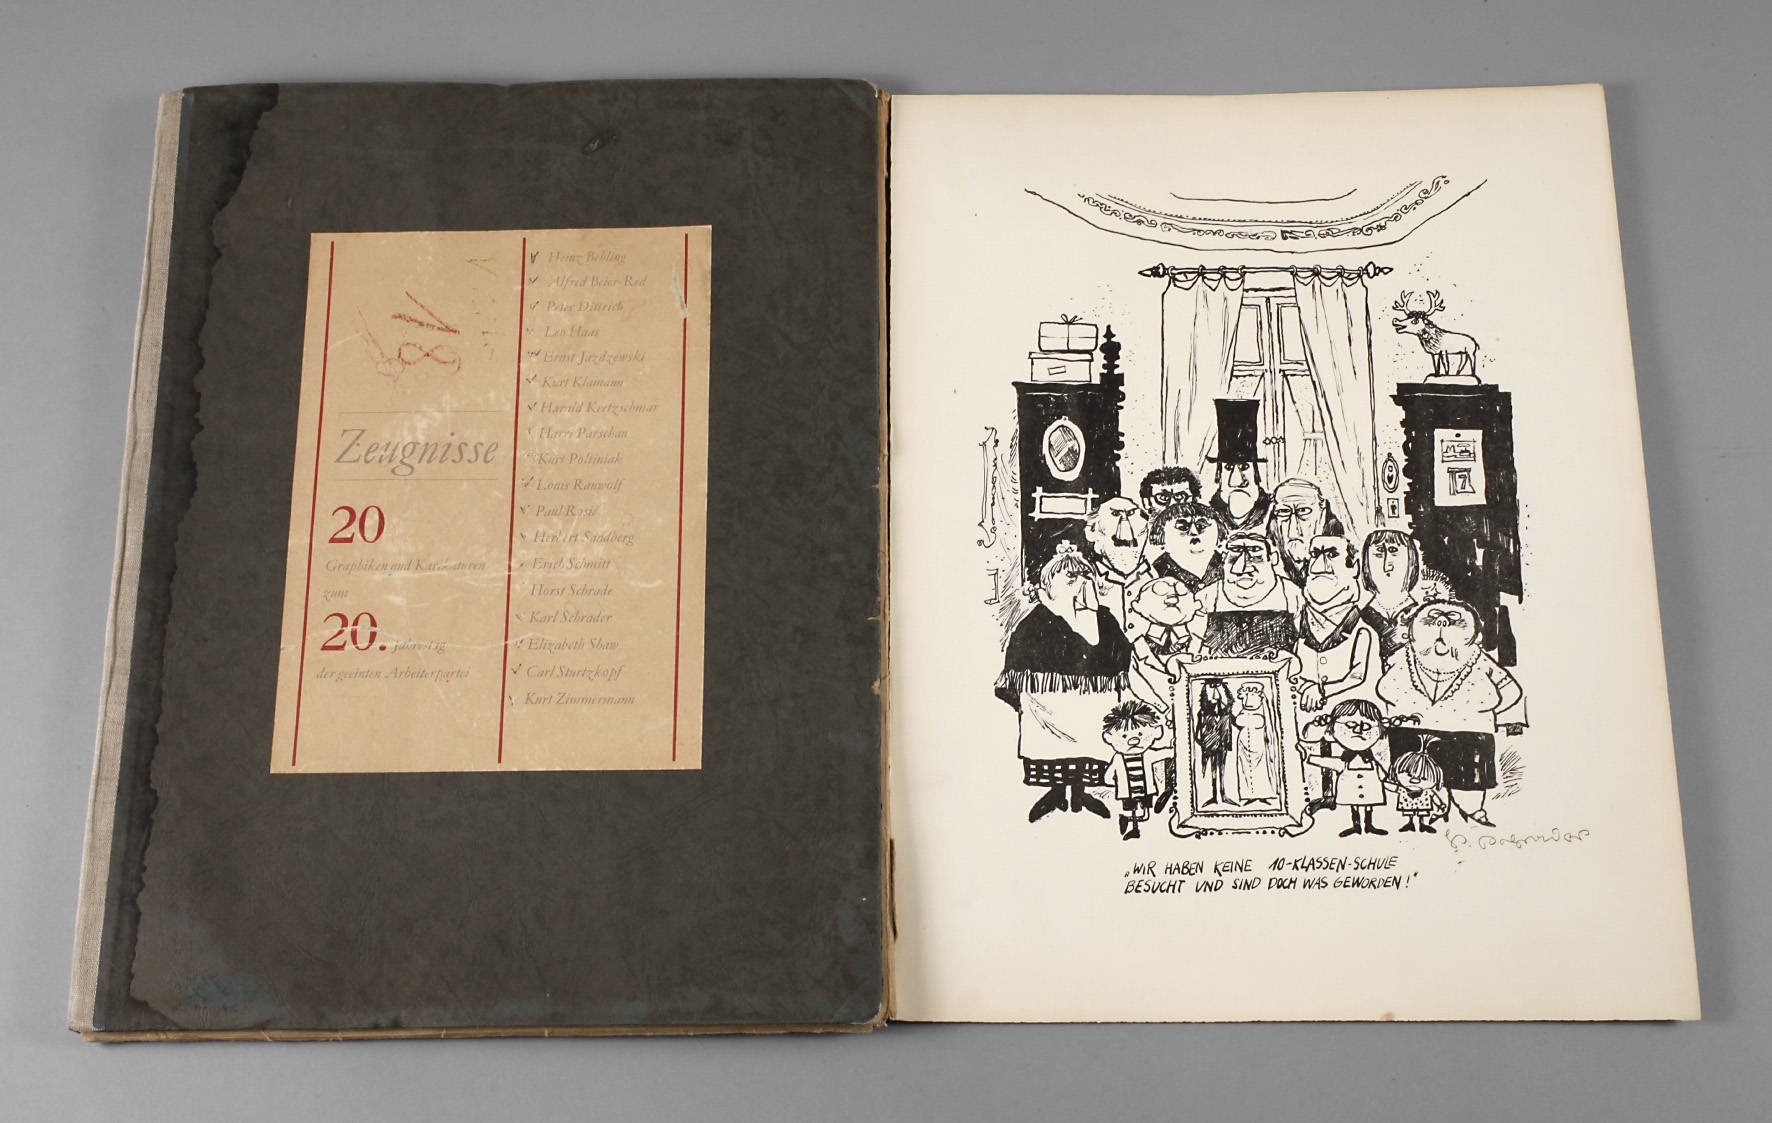 18
Zeugnisse
20
Graphiken und Karikaturen
zum
20. Jahrestag
der geeinten Arbeiterpartei
Heinz Behling
Alfred Beier-Red
Peter Dittrich
Leo Haas
Ernst Jazdzewski
Kurt Klamann
Harald Kretzschmar
Harri Parschau
Kurt Poltiniak
Louis Rauwolf
Paul Rosié
Herbert Sandberg
Erich Schmitt
Horst Schrade
Karl Schrader
Elizabeth Shaw
Carl Sturtzkopf
Kurt Zimmermann
17
„WIR HABEN KEINE 10-KLASSEN-SCHULE
BESUCHT UND SIND DOCH WAS GEWORDEN!"